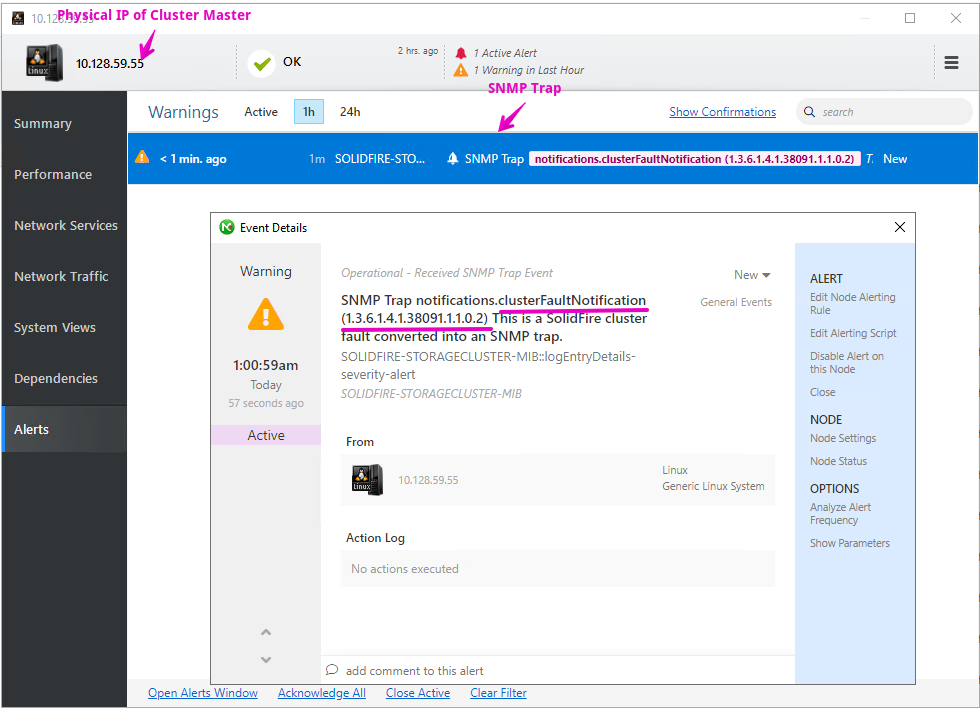 Physical IP of Cluster Master
10.128.59.55
10.128.59.55
OK
2 hrs. ago
1 Active Alert
1 Warning in Last Hour
SNMP Trap
Summary
Performance
Network Services
Network Traffic
System Views
Dependencies
Alerts
Warnings Active 1h 24h Show Confirmations search
< 1 min. ago 1m SOLIDFIRE-STO... SNMP Trap notifications.clusterFaultNotification (1.3.6.1.4.1.38091.1.1.0.2) T. New
Event Details
Warning
1:00:59am
Today
57 seconds ago
Active
Operational - Received SNMP Trap Event
New
General Events
SNMP Trap notifications.clusterFaultNotification
(1.3.6.1.4.1.38091.1.1.0.2) This is a SolidFire cluster
fault converted into an SNMP trap.
SOLIDFIRE-STORAGECLUSTER-MIB::logEntryDetails-
severity-alert
SOLIDFIRE-STORAGECLUSTER-MIB
From
Linux
10.128.59.55
Linux
Generic Linux System
Action Log
No actions executed
add comment to this alert
ALERT
Edit Node Alerting
Rule
Edit Alerting Script
Disable Alert on
this Node
Close
NODE
Node Settings
Node Status
OPTIONS
Analyze Alert
Frequency
Show Parameters
Open Alerts Window Acknowledge All Close Active Clear Filter